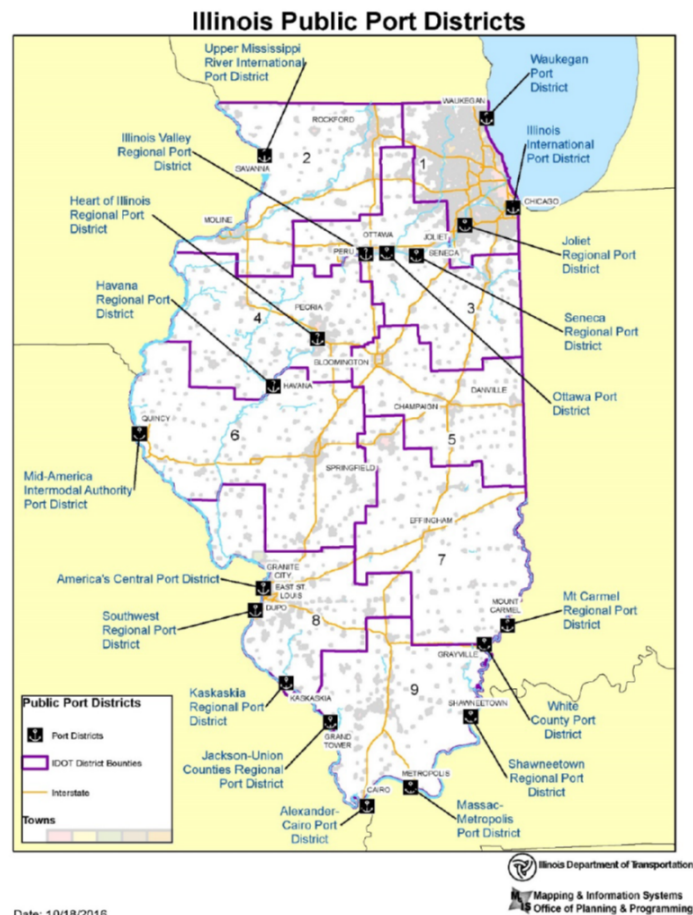 Illinois Public Port Districts
Upper Mississippi
River International
Port District
Waukegan
Port
District
WAUKEGAN
ROCKFORD
Illinois
International
Port District
Illinois Valley
Regional Port
District
2
1
SAVANNA
CHICAGO
Heart of Illinois
Regional Port
District
MOLINE
OTTAWA
JOLIET
PERU
SENECA
Joliet
Regional Port
District
Havana
Regional Port
District
4
PEORIA
3
Seneca
Regional Port
District
BLOOMINGTON
HAVANA
DANVILLE
Ottawa Port
District
CHAMPAIGN
QUINCY
6
5
Mid-America
Intermodal Authority
Port District
SPRINGFIELD
EFFINGHAM
7
America's Central Port District
GRANITE
CITY
EAST ST.
LOUIS
DUPO
Southwest
Regional Port
District
8
MOUNT
CARMEL
Mt Carmel
Regional Port
District
GRAYVILLE
Kaskaskia
Regional Port
District
KASKASKIA
9
White
County Port
District
SHAWNEETOWN
GRAND
TOWER
Jackson-Union
Counties Regional
Port District
Shawneetown
Regional Port
District
METROPOLIS
CAIRO
Alexander-
Cairo Port
District
Massac-
Metropolis
Port District
Public Port Districts
Port Districts
IDOT District Bounties
Interstate
Towns
Illinois Department of Transportation
Mapping & Information Systems
Office of Planning & Programming
Date: 10/18/2016